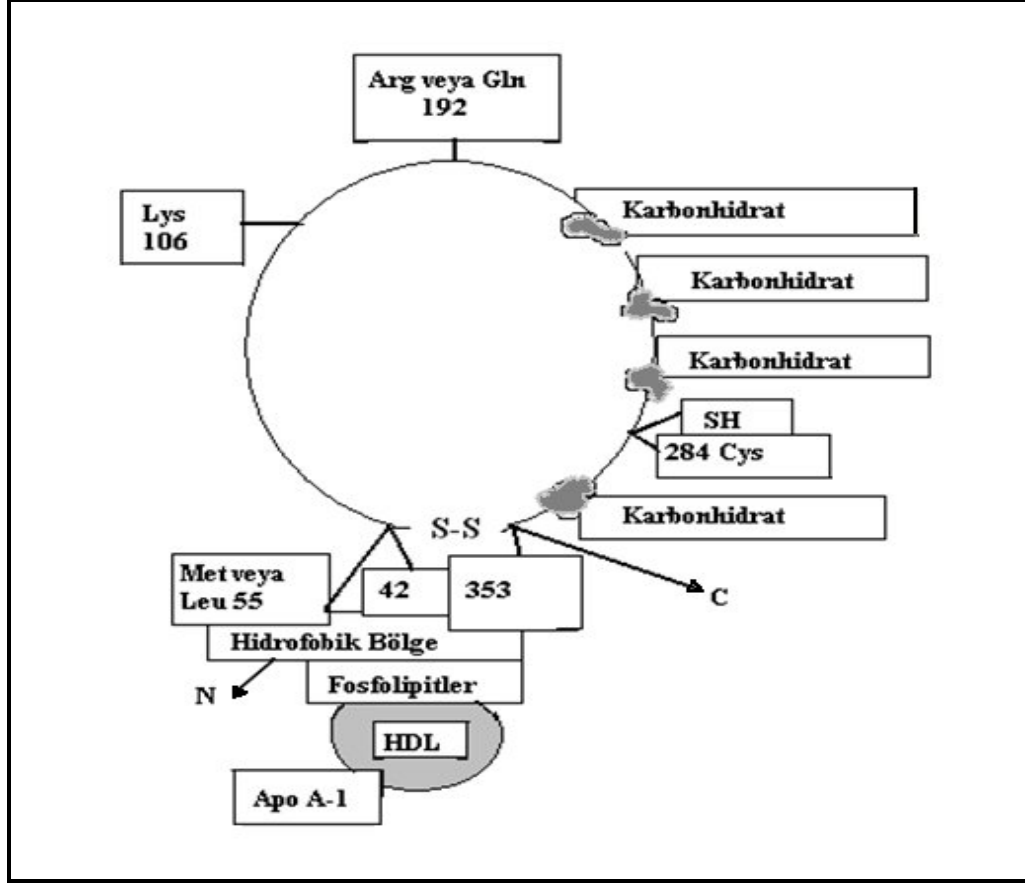 Arg veya Gln
192
Lys
106
Karbonhidrat
Karbonhidrat
Karbonhidrat
SH
284 Cys
Karbonhidrat
S-S
Met veya
Leu 55
42
353
C
Hidrofobik Bölge
N
Fosfolipitler
HDL
Apo A-1